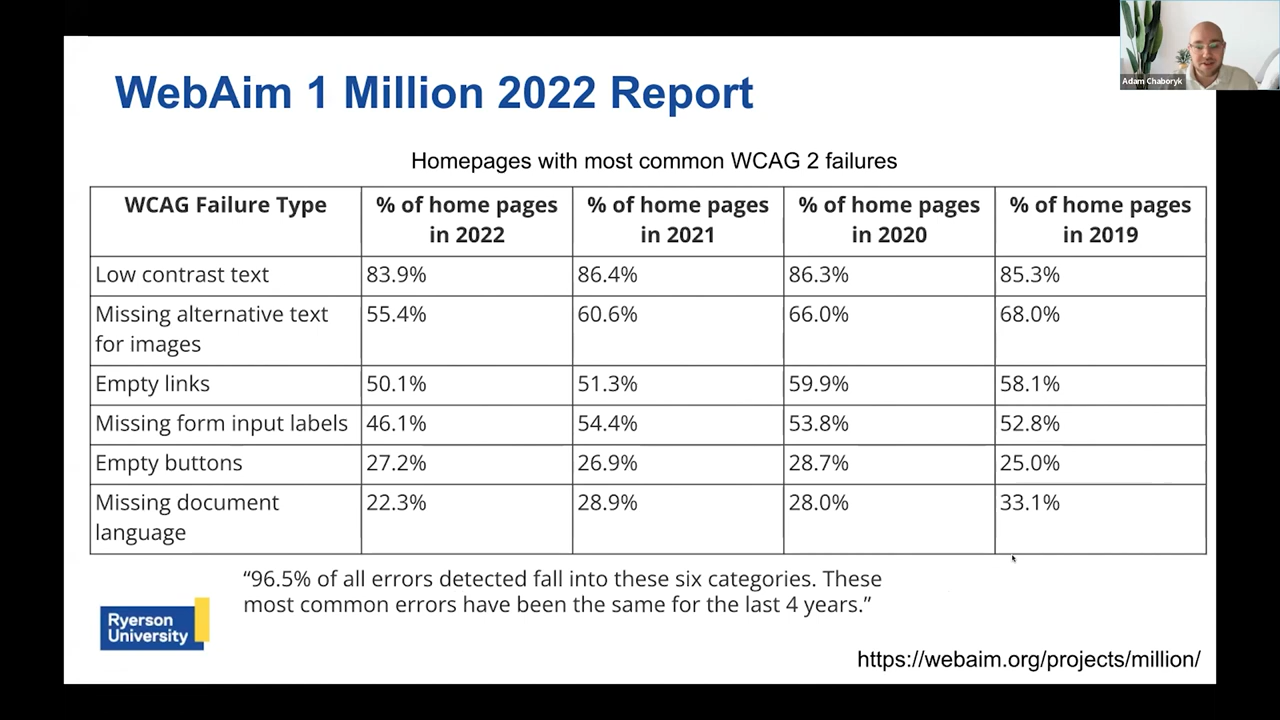 WebAim 1 Million 2022 Report
Adam Chaboryk
Homepages with most common WCAG 2 failures
WCAG Failure Type
% of home pages
in 2022
% of home pages
in 2021
% of home pages
in 2020
% of home pages
in 2019
Low contrast text 83.9% 86.4% 86.3% 85.3%
Missing alternative text
for images
55.4% 60.6% 66.0% 68.0%
Empty links 50.1% 51.3% 59.9% 58.1%
Missing form input labels 46.1% 54.4% 53.8% 52.8%
Empty buttons 27.2% 26.9% 28.7% 25.0%
Missing document
language
22.3% 28.9% 28.0% 33.1%
“96.5% of all errors detected fall into these six categories. These
most common errors have been the same for the last 4 years.”
Ryerson
University
https://webaim.org/projects/million/